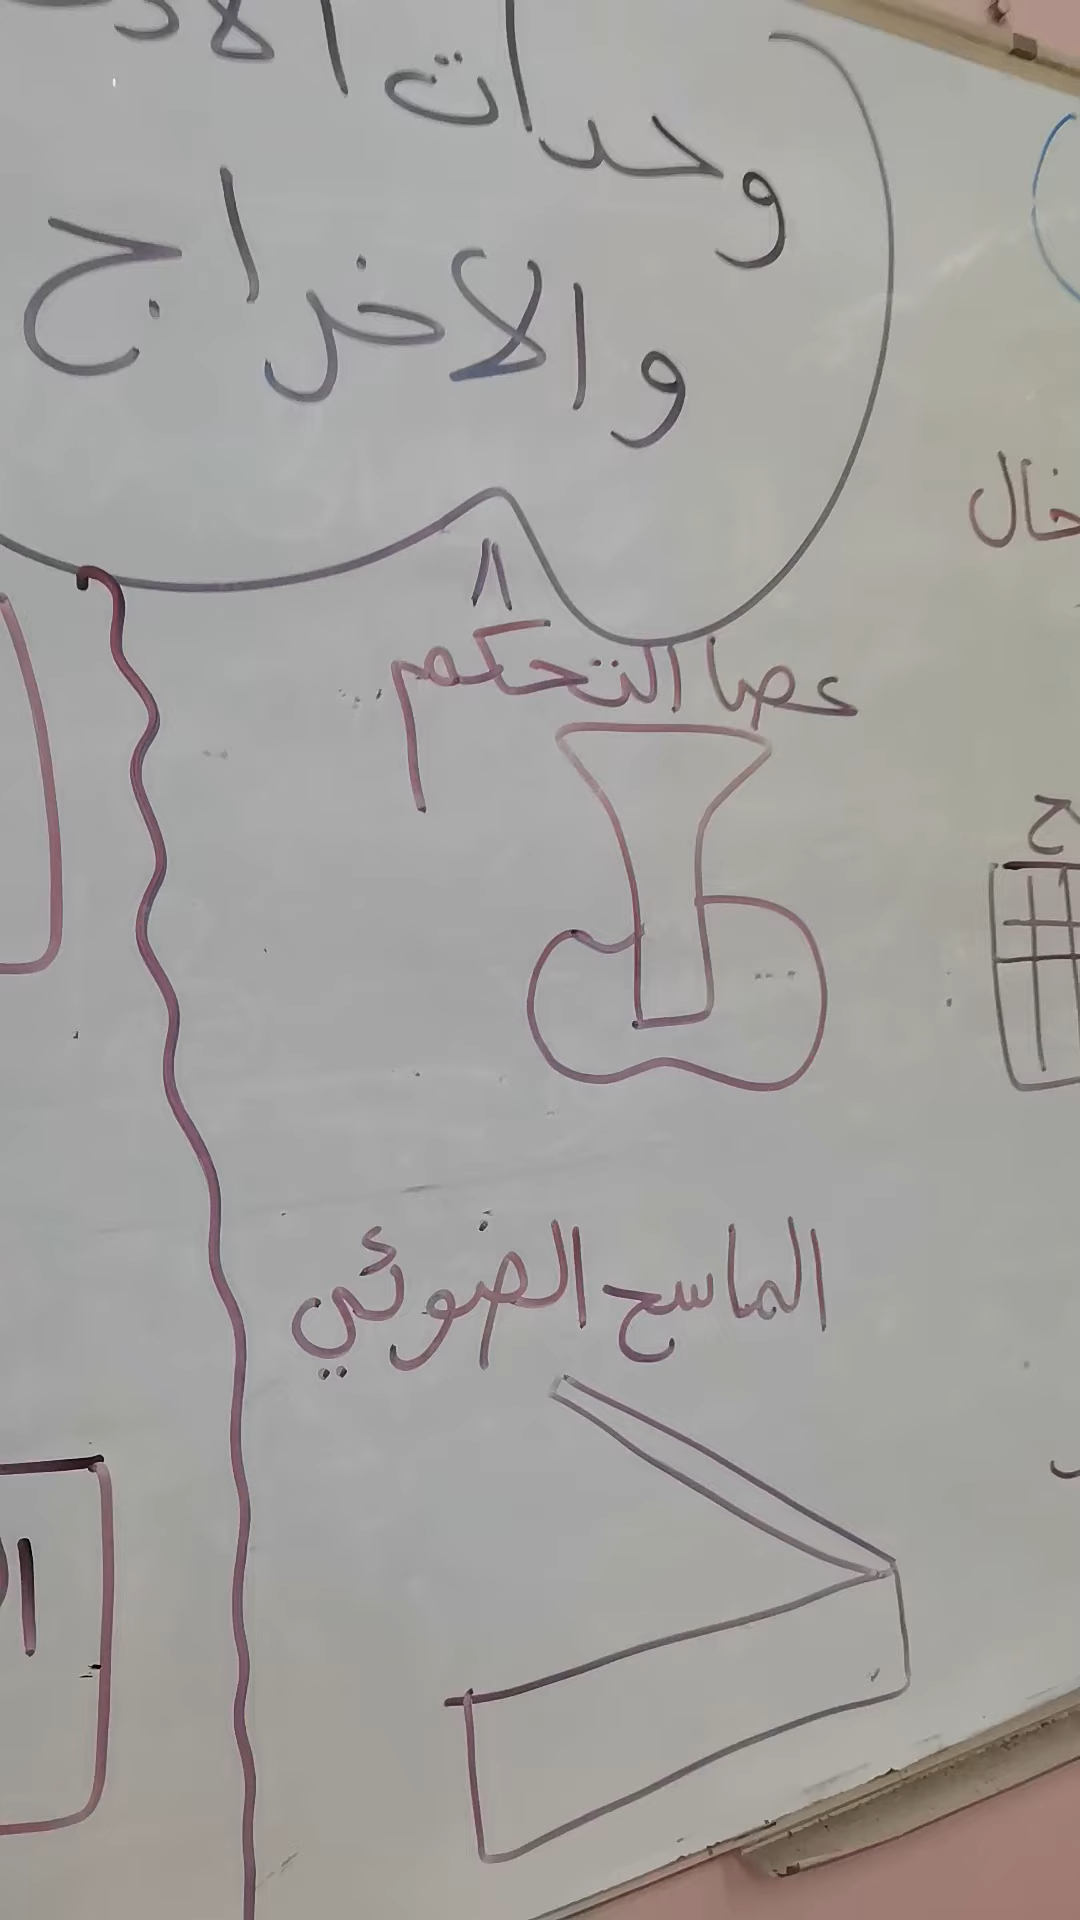 وحدات
والاخراج
عصا التحكم
الماسح الضوئي